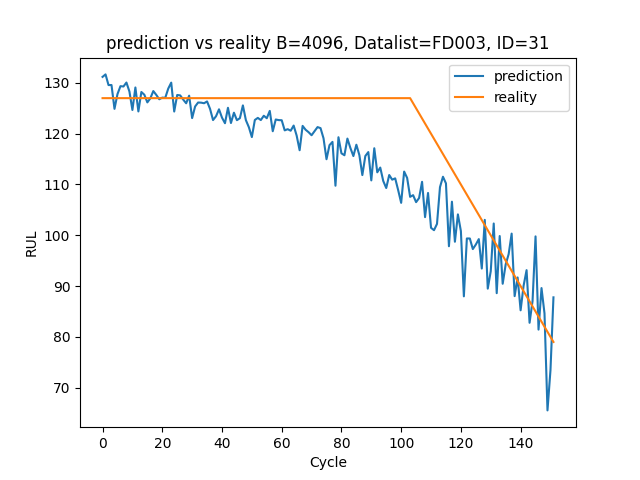 prediction vs reality B=4096, Datalist=FD003, ID=31
prediction
reality
RUL
130
120
110
100
90
80
70
0 20 40 60 80 100 120 140
Cycle